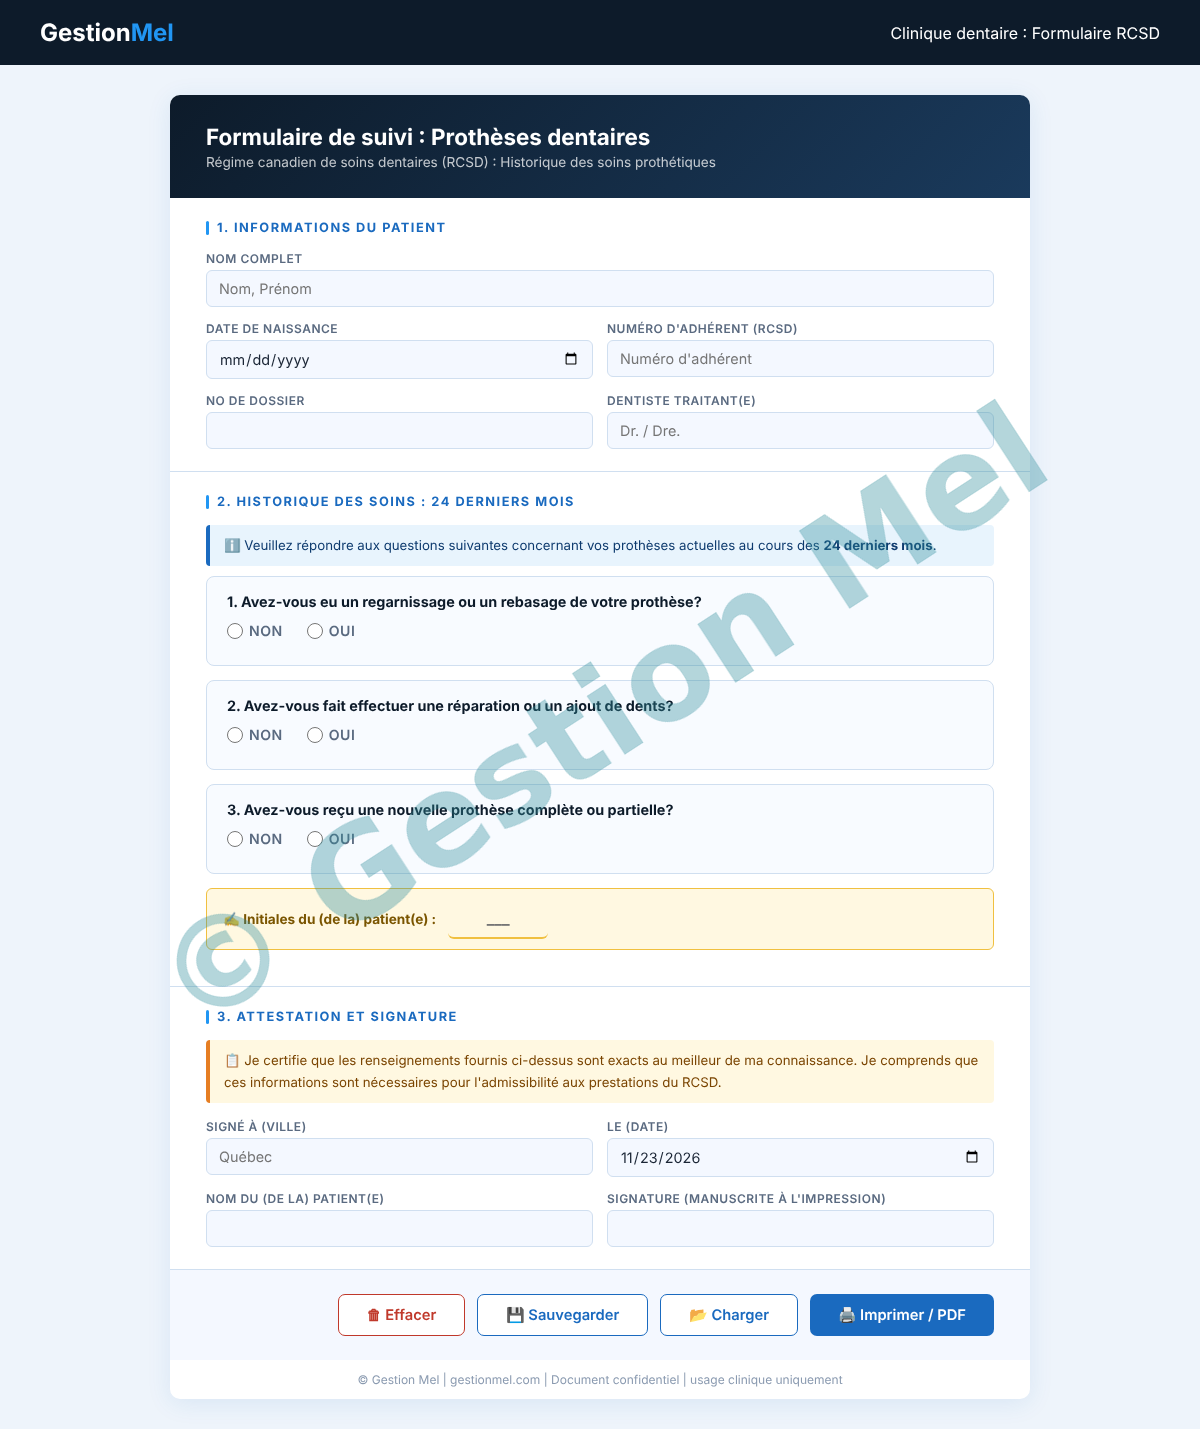 GestionMel
Clinique dentaire : Formulaire RCSD
Formulaire de suivi : Prothèses dentaires
Régime canadien de soins dentaires (RCSD) : Historique des soins prothétiques
1. INFORMATIONS DU PATIENT
NOM COMPLET
Nom, Prénom
DATE DE NAISSANCE
NUMÉRO D'ADHÉRENT (RCSD)
mm/dd/yyyy
Numéro d'adhérent
NO DE DOSSIER
DENTISTE TRAITANT(E)
Dr. / Dre.
2. HISTORIQUE DES SOINS : 24 DERNIERS MOIS
ℹ️ Veuillez répondre aux questions suivantes concernant vos prothèses actuelles au cours des 24 derniers mois.
1. Avez-vous eu un regarnissage ou un rebasage de votre prothèse?
NON OUI
2. Avez-vous fait effectuer une réparation ou un ajout de dents?
NON OUI
3. Avez-vous reçu une nouvelle prothèse complète ou partielle?
NON OUI
✍️ Initiales du (de la) patient(e) : ___
© Gestion Mel
3. ATTESTATION ET SIGNATURE
📋 Je certifie que les renseignements fournis ci-dessus sont exacts au meilleur de ma connaissance. Je comprends que
ces informations sont nécessaires pour l'admissibilité aux prestations du RCSD.
SIGNÉ À (VILLE)
LE (DATE)
Québec
11/23/2026
NOM DU (DE LA) PATIENT(E)
SIGNATURE (MANUSCRITE À L'IMPRESSION)
🗑️ Effacer
💾 Sauvegarder
📂 Charger
🖨️ Imprimer / PDF
© Gestion Mel | gestionmel.com | Document confidentiel | usage clinique uniquement